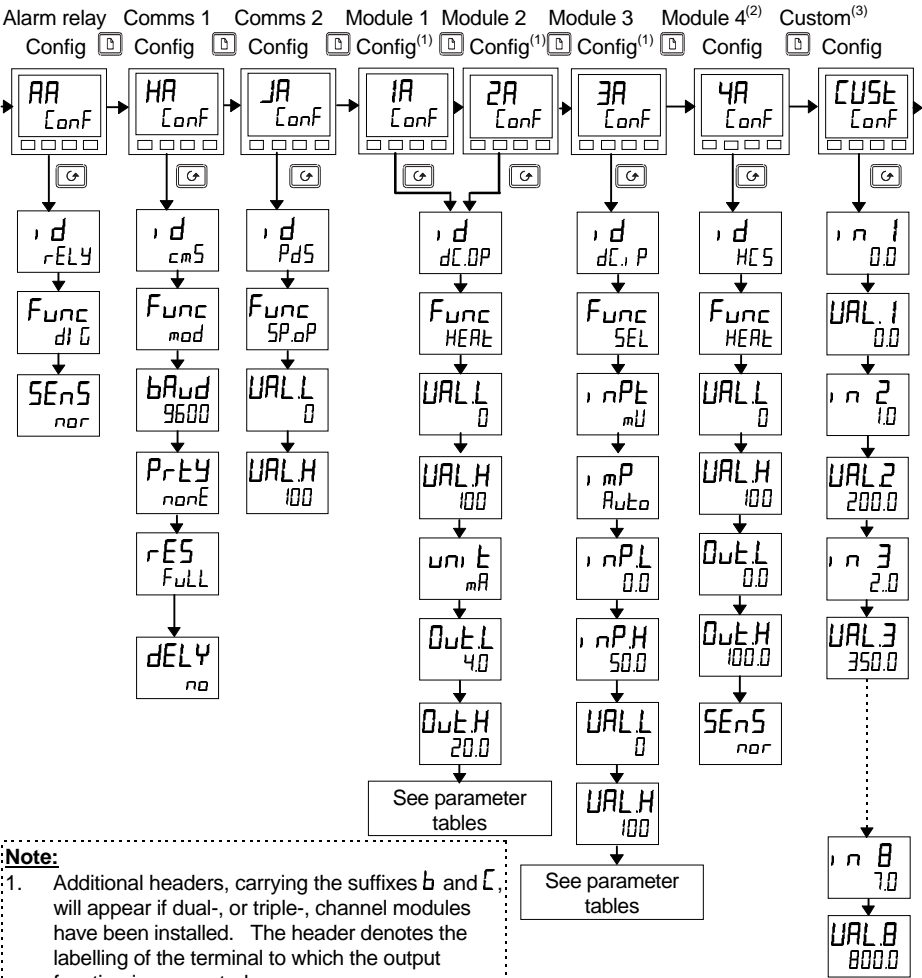 Alarm relay Config
Comms 1 Config
Comms 2 Config
Module 1 Config(1)
Module 2 Config(1)
Module 3 Config(1)
Module 4(2) Config
Custom(3) Config
AA ConF
HA ConF
JA ConF
1A ConF
2A ConF
3A ConF
4A ConF
CUSt ConF
id
rELY
Func
diG
SEnS
nor
id
cmS
Func
mod
bAud
9600
PrtY
nonE
rES
FuLL
dELY
no
id
PdS
Func
SP.oP
VAL.L
0
VAL.H
100
id
dC.OP
Func
HEAt
VAL.L
0
VAL.H
100
unit
mA
Out.L
4.0
Out.H
20.0
See parameter
tables
id
dC.iP
Func
SEL
inPt
mV
imP
Auto
inP.L
0.0
inP.H
50.0
VAL.L
0
VAL.H
100
See parameter
tables
id
HES
Func
HEAt
VAL.L
0
VAL.H
100
Out.L
0.0
Out.H
100.0
SEnS
nor
in 1
0.0
VAL.1
0.0
in 2
1.0
VAL.2
200.0
in 3
2..0
VAL.3
350.0
in 8
7.0
VAL.8
800.0
Note:
1. Additional headers, carrying the suffixes b and C,
will appear if dual-, or triple-, channel modules
have been installed. The header denotes the
labelling of the terminal to which the output